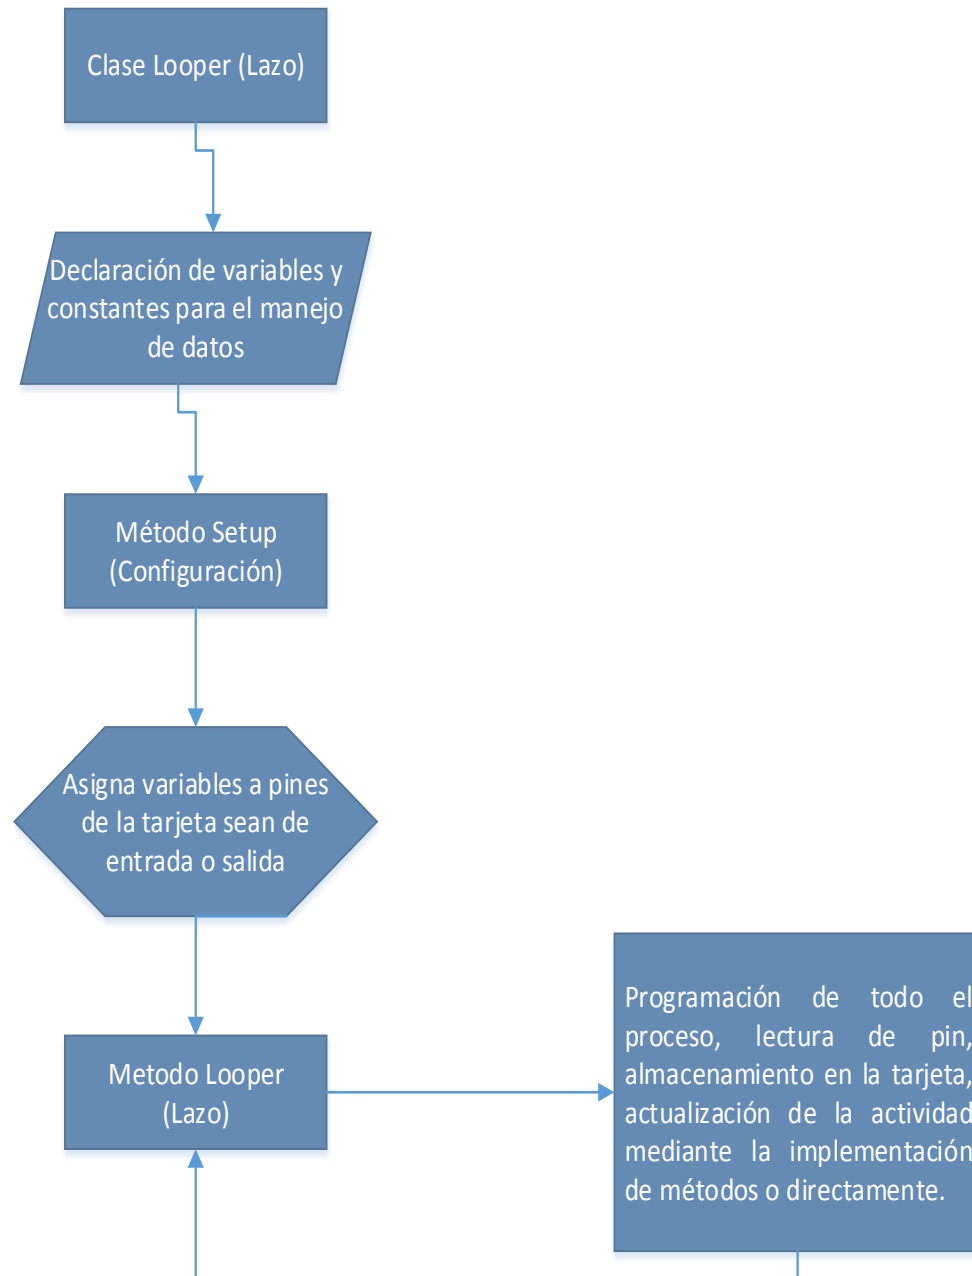 Clase Looper (Lazo)
Declaración de variables y
constantes para el manejo
de datos
Método Setup
(Configuración)
Asigna variables a pines
de la tarjeta sean de
entrada o salida
Metodo Looper
(Lazo)
Programación de todo el
proceso, lectura de pin,
almacenamiento en la tarjeta,
actualización de la actividad
mediante la implementación
de métodos o directamente.